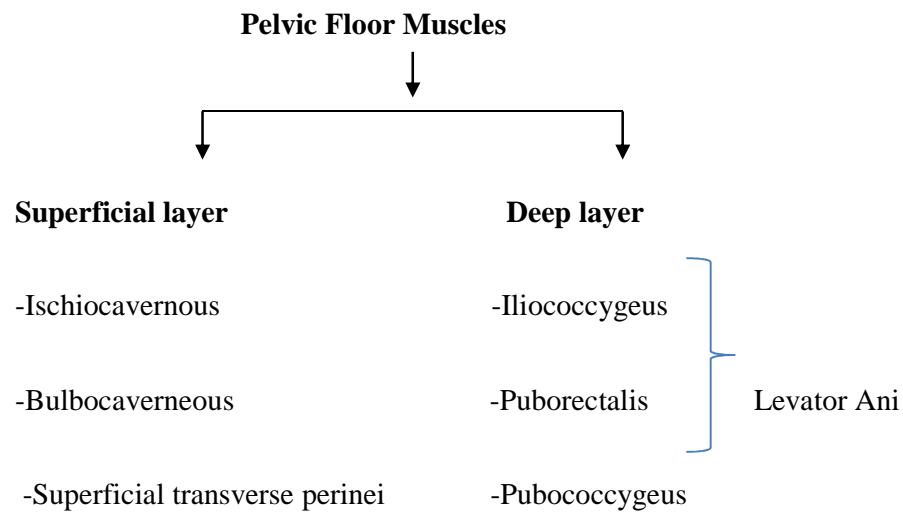 Pelvic Floor Muscles
Superficial layer Deep layer
-Ischiocavernous -Iliococcygeus
-Bulbocaverneous -Puborectalis Levator Ani
-Superficial transverse perinei -Pubococcygeus